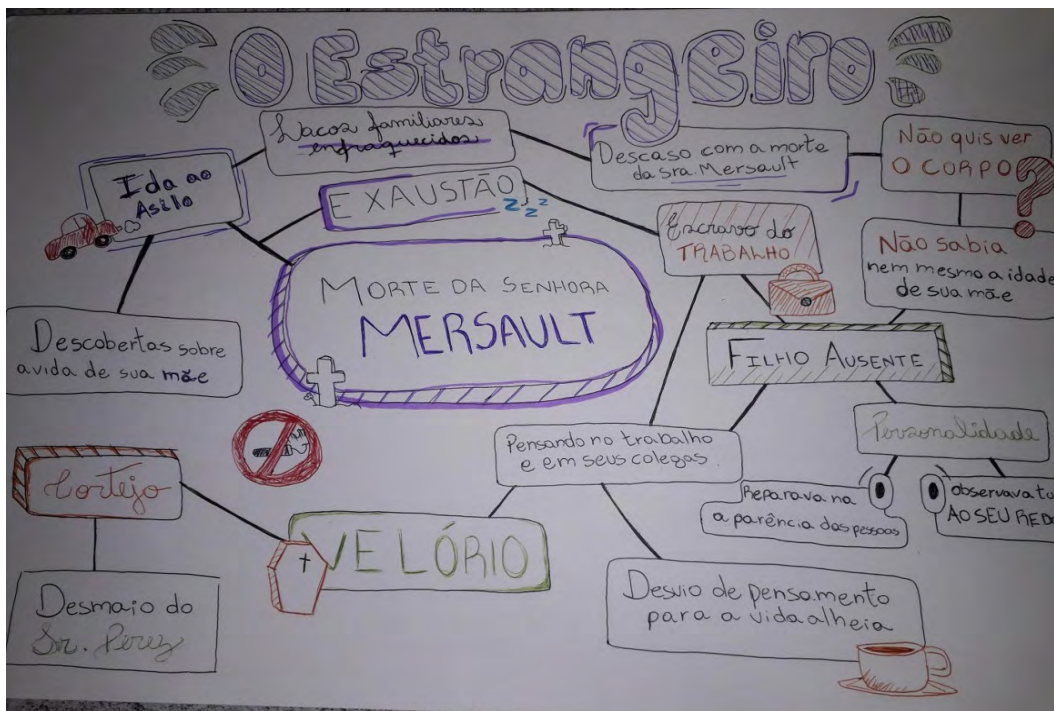 O Estrangeiro
Lacos familiares
enfraquecidos
Descaso com a morte
da sra. Mersault
Não quis ver
O CORPO
?
Ida ao
Asilo
EXAUSTÃO
zzz
Escravo do
TRABALHO
Não sabia
nem mesmo a idade
de sua mãe
MORTE DA SENHORA
MERSAULT
Descobertas sobre
a vida de sua mãe
FILHO AUSENTE
Personalidade
Pensando no trabalho
e em seus colegas
Reparava na
aparência das pessoas
observava tu
AO SEU RED
Cortejo
VELÓRIO
Desmaio do
Sr. Perez
Desvio de pensamento
para a vida alheia